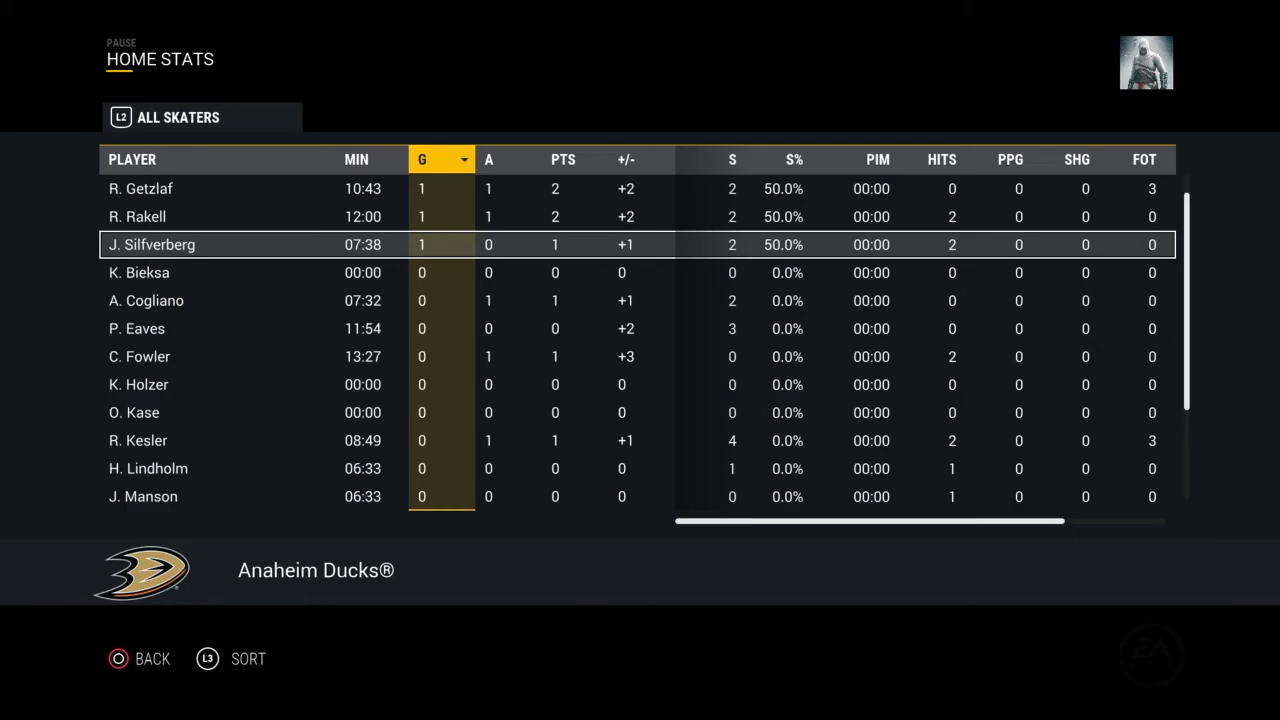 PAUSE
HOME STATS
L2 ALL SKATERS
PLAYER MIN G A PTS +/- S S% PIM HITS PPG SHG FOT
R. Getzlaf 10:43 1 1 2 +2 2 50.0% 00:00 0 0 0 3
R. Rakell 12:00 1 1 2 +2 2 50.0% 00:00 2 0 0 0
J. Silfverberg 07:38 1 0 1 +1 2 50.0% 00:00 2 0 0 0
K. Bieksa 00:00 0 0 0 0 0 0.0% 00:00 0 0 0 0
A. Cogliano 07:32 0 1 1 +1 2 0.0% 00:00 0 0 0 0
P. Eaves 11:54 0 0 0 +2 3 0.0% 00:00 0 0 0 0
C. Fowler 13:27 0 1 1 +3 0 0.0% 00:00 2 0 0 0
K. Holzer 00:00 0 0 0 0 0 0.0% 00:00 0 0 0 0
O. Kase 00:00 0 0 0 0 0 0.0% 00:00 0 0 0 0
R. Kesler 08:49 0 1 1 +1 4 0.0% 00:00 2 0 0 3
H. Lindholm 06:33 0 0 0 0 1 0.0% 00:00 1 0 0 0
J. Manson 06:33 0 0 0 0 0 0.0% 00:00 1 0 0 0
Anaheim Ducks®
BACK L3 SORT
EA